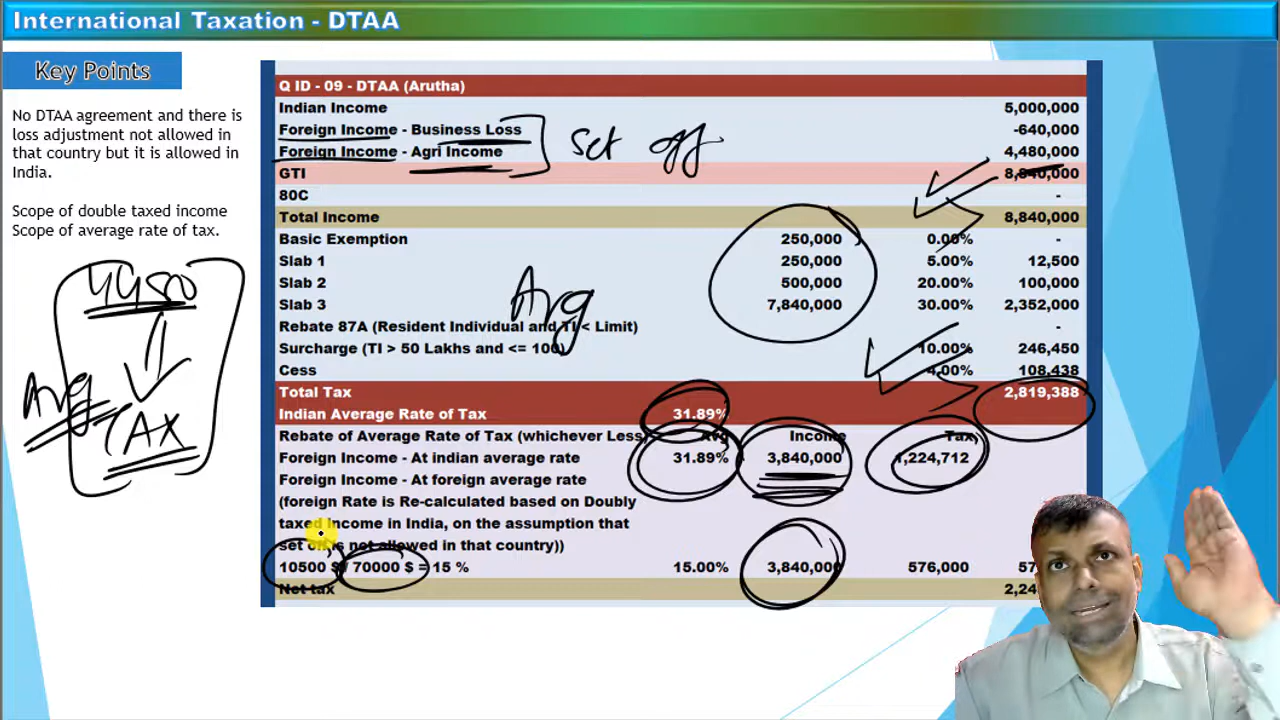 International Taxation - DTAA
Key Points
No DTAA agreement and there is
loss adjustment not allowed in
that country but it is allowed in
India.
Scope of double taxed income
Scope of average rate of tax.
4480
Avg
TAX
Q ID - 09 - DTAA (Arutha)
Indian Income 5,000,000
Foreign Income - Business Loss -640,000
Foreign Income - Agri Income 4,480,000
Set off
GTI 8,840,000
80C -
Total Income 8,840,000
Basic Exemption 250,000 0.00% -
Slab 1 250,000 5.00% 12,500
Slab 2 500,000 20.00% 100,000
Slab 3 7,840,000 30.00% 2,352,000
Avg
Rebate 87A (Resident Individual and TI < Limit) -
Surcharge (TI > 50 Lakhs and <= 100) 10.00% 246,450
Cess 4.00% 108,438
Total Tax 2,819,388
Indian Average Rate of Tax 31.89%
Rebate of Average Rate of Tax (whichever Less) Avg Income Tax
Foreign Income - At indian average rate 31.89% 3,840,000 1,224,712
Foreign Income - At foreign average rate
(foreign Rate is Re-calculated based on Doubly
taxed Income in India, on the assumption that
set off is not allowed in that country))
10500 $ / 70000 $ = 15 % 15.00% 3,840,000 576,000
Net tax